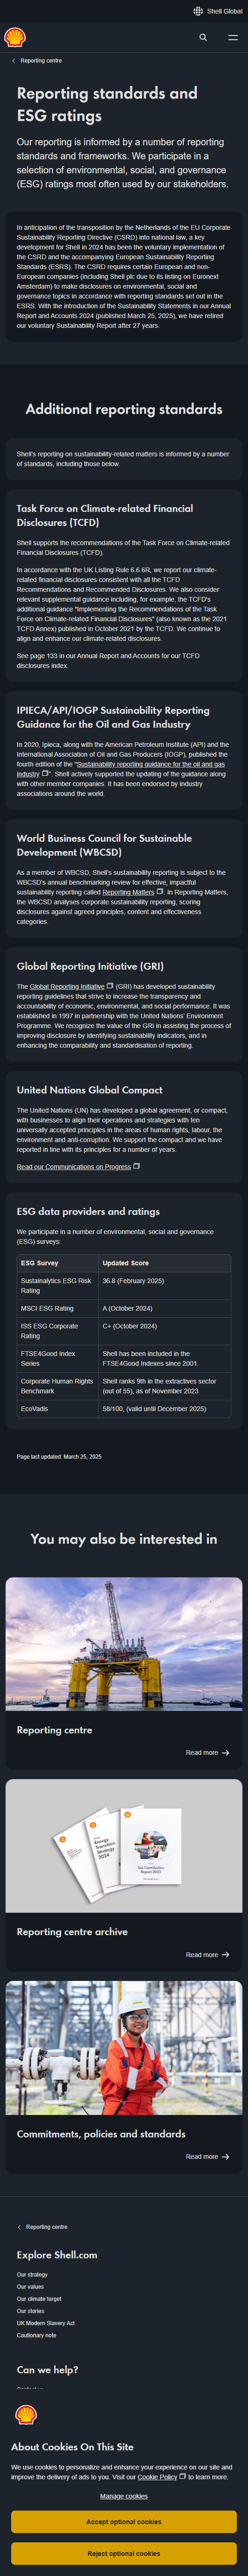 Shell Global
Reporting centre
Reporting standards and
ESG ratings
Our reporting is informed by a number of reporting
standards and frameworks. We participate in a
selection of environmental, social, and governance
(ESG) ratings most often used by our stakeholders.
In anticipation of the transposition by the Netherlands of the EU Corporate
Sustainability Reporting Directive (CSRD) into national law, a key
development for Shell in 2024 has been the voluntary implementation of
the CSRD and the accompanying European Sustainability Reporting
Standards (ESRS). The CSRD requires certain European and non-
European companies (including Shell plc due to its listing on Euronext
Amsterdam) to make disclosures on environmental, social and
governance topics in accordance with reporting standards set out in the
ESRS. With the introduction of the Sustainability Statements in our Annual
Report and Accounts 2024 (published March 25, 2025), we have retired
our voluntary Sustainability Report after 27 years.
Additional reporting standards
Shell's reporting on sustainability-related matters is informed by a number
of standards, including those below.
Task Force on Climate-related Financial
Disclosures (TCFD)
Shell supports the recommendations of the Task Force on Climate-related
Financial Disclosures (TCFD).
In accordance with the UK Listing Rule 6.6.6R, we report our climate-
related financial disclosures consistent with all the TCFD
Recommendations and Recommended Disclosures. We also consider
relevant supplemental guidance including, for example, the TCFD's
additional guidance "Implementing the Recommendations of the Task
Force on Climate-related Financial Disclosures" (also known as the 2021
TCFD Annex) published in October 2021 by the TCFD. We continue to
align and enhance our climate-related disclosures.
See page 133 in our Annual Report and Accounts for our TCFD
disclosures index.
IPIECA/API/IOGP Sustainability Reporting
Guidance for the Oil and Gas Industry
In 2020, Ipieca, along with the American Petroleum Institute (API) and the
International Association of Oil and Gas Producers (IOGP), published the
fourth edition of the "Sustainability reporting guidance for the oil and gas
industry". Shell actively supported the updating of the guidance along
with other member companies. It has been endorsed by industry
associations around the world.
World Business Council for Sustainable
Development (WBCSD)
As a member of WBCSD, Shell's sustainability reporting is subject to the
WBCSD's annual benchmarking review for effective, impactful
sustainability reporting called Reporting Matters. In Reporting Matters,
the WBCSD analyses corporate sustainability reporting, scoring
disclosures against agreed principles, content and effectiveness
categories.
Global Reporting Initiative (GRI)
The Global Reporting Initiative (GRI) has developed sustainability
reporting guidelines that strive to increase the transparency and
accountability of economic, environmental, and social performance. It was
established in 1997 in partnership with the United Nations' Environment
Programme. We recognize the value of the GRI in assisting the process of
improving disclosure by identifying sustainability indicators, and in
enhancing the comparability and standardisation of reporting.
United Nations Global Compact
The United Nations (UN) has developed a global agreement, or compact,
with businesses to align their operations and strategies with ten
universally accepted principles in the areas of human rights, labour, the
environment and anti-corruption. We support the compact and we have
reported in line with its principles for a number of years.
Read our Communications on Progress
ESG data providers and ratings
We participate in a number of environmental, social and governance
(ESG) surveys:
ESG Survey Updated Score
Sustainalytics ESG Risk 36.8 (February 2025)
Rating
MSCI ESG Rating A (October 2024)
ISS ESG Corporate C+ (October 2024)
Rating
FTSE4Good Index Shell has been included in the
Series FTSE4Good Indexes since 2001.
Corporate Human Rights Shell ranks 9th in the extractives sector
Benchmark (out of 55), as of November 2023
EcoVadis 58/100, (valid until December 2025)
Page last updated: March 25, 2025
You may also be interested in
Reporting centre
Read more
Energy
Transition
Strategy
2024
Tax Contribution
Report 2023
Reporting centre archive
Read more
Commitments, policies and standards
Read more
Reporting centre
Explore Shell.com
Our strategy
Our values
Our climate target
Our stories
UK Modern Slavery Act
Cautionary note
Can we help?
About Cookies On This Site
We use cookies to personalize and enhance your experience on our site and
improve the delivery of ads to you. Visit our Cookie Policy to learn more.
Manage cookies
Accept optional cookies
Reject optional cookies